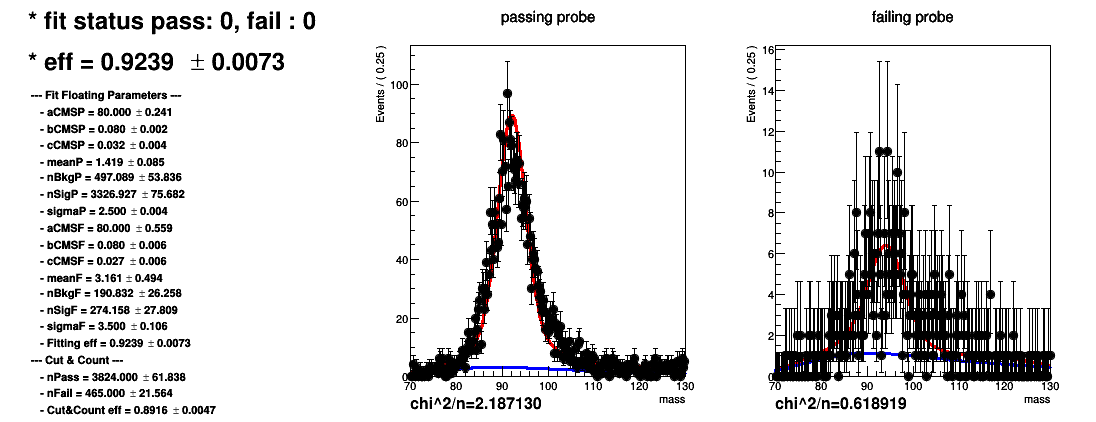 * fit status pass: 0, fail : 0
* eff = 0.9239 ± 0.0073
--- Fit Floating Parameters ---
- aCMSP = 80.000 ± 0.241
- bCMSP = 0.080 ± 0.002
- cCMSP = 0.032 ± 0.004
- meanP = 1.419 ± 0.085
- nBkgP = 497.089 ± 53.836
- nSigP = 3326.927 ± 75.682
- sigmaP = 2.500 ± 0.004
- aCMSF = 80.000 ± 0.559
- bCMSF = 0.080 ± 0.006
- cCMSF = 0.027 ± 0.006
- meanF = 3.161 ± 0.494
- nBkgF = 190.832 ± 26.258
- nSigF = 274.158 ± 27.809
- sigmaF = 3.500 ± 0.106
- Fitting eff = 0.9239 ± 0.0073
--- Cut & Count ---
- nPass = 3824.000 ± 61.838
- nFail = 465.000 ± 21.564
- Cut&Count eff = 0.8916 ± 0.0047
passing probe
Events / ( 0.25 )
100
80
60
40
20
0
70 80 90 100 110 120 130
mass
chi^2/n=2.187130
failing probe
Events / ( 0.25 )
16
14
12
10
8
6
4
2
0
70 80 90 100 110 120 130
mass
chi^2/n=0.618919